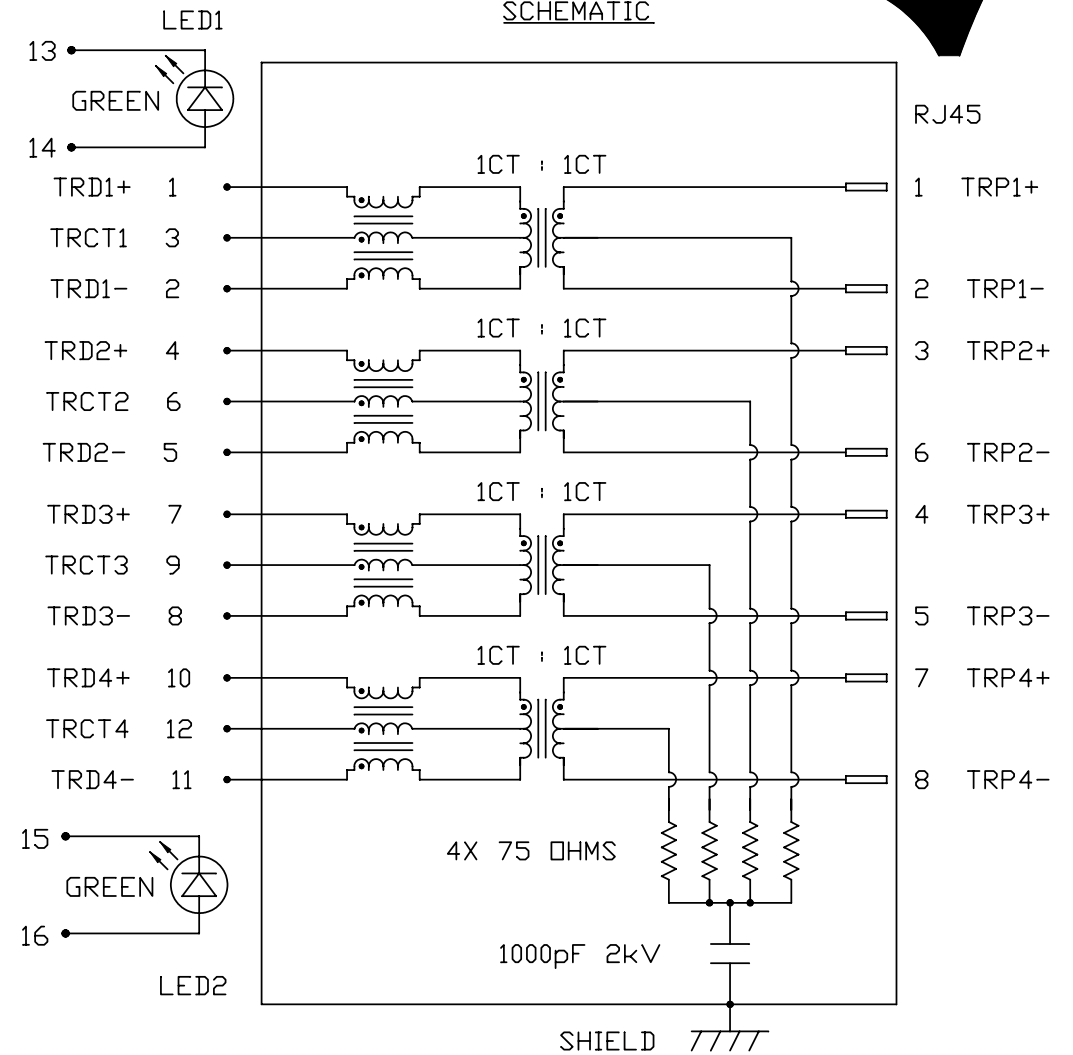 SCHEMATIC
LED1
13
GREEN
14
RJ45
1CT : 1CT
TRD1+ 1
1 TRP1+
TRCT1 3
TRD1- 2
2 TRP1-
1CT : 1CT
TRD2+ 4
3 TRP2+
TRCT2 6
TRD2- 5
6 TRP2-
1CT : 1CT
TRD3+ 7
4 TRP3+
TRCT3 9
TRD3- 8
5 TRP3-
1CT : 1CT
TRD4+ 10
7 TRP4+
TRCT4 12
TRD4- 11
8 TRP4-
15
GREEN
16
LED2
4X 75 OHMS
1000pF 2kV
SHIELD